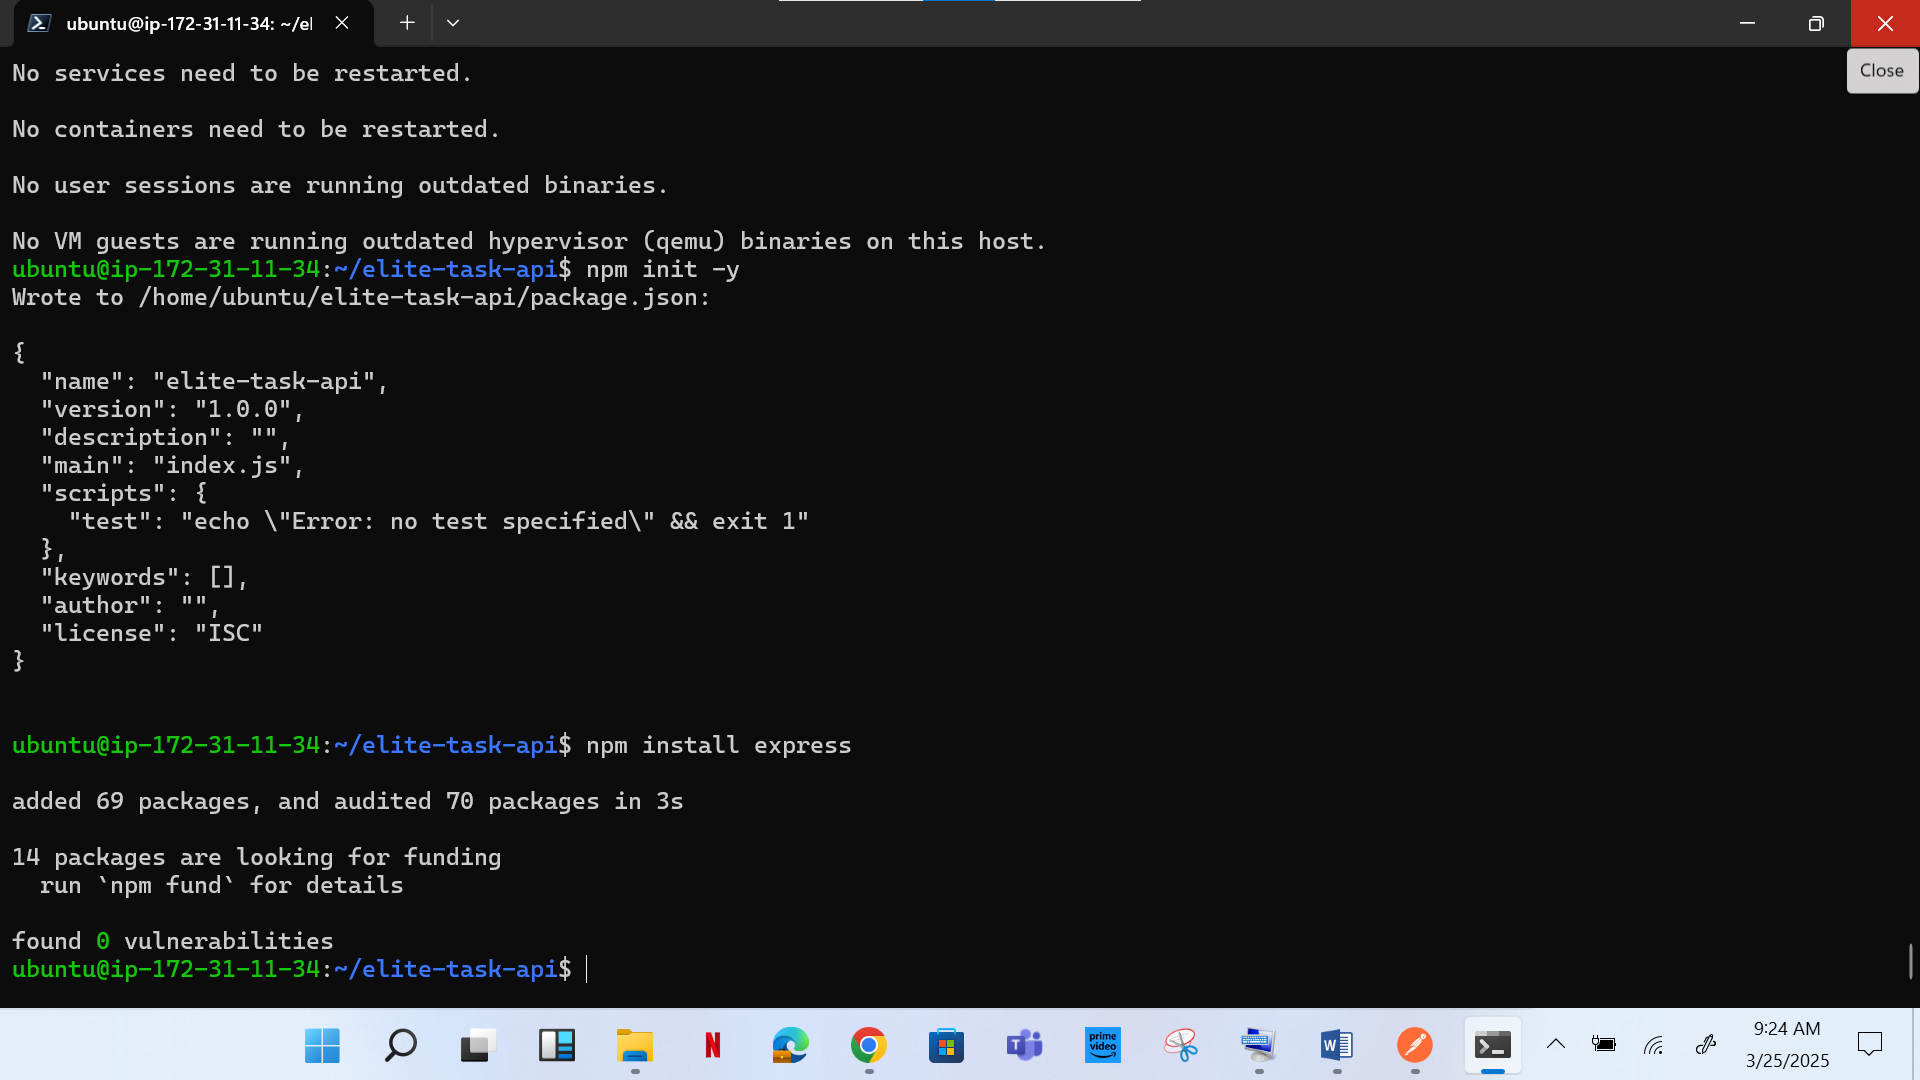 ubuntu@ip-172-31-11-34: ~/el
Close
No services need to be restarted.
No containers need to be restarted.
No user sessions are running outdated binaries.
No VM guests are running outdated hypervisor (qemu) binaries on this host.
ubuntu@ip-172-31-11-34:~/elite-task-api$ npm init -y
Wrote to /home/ubuntu/elite-task-api/package.json:
{
  "name": "elite-task-api",
  "version": "1.0.0",
  "description": "",
  "main": "index.js",
  "scripts": {
    "test": "echo \"Error: no test specified\" && exit 1"
  },
  "keywords": [],
  "author": "",
  "license": "ISC"
}
ubuntu@ip-172-31-11-34:~/elite-task-api$ npm install express
added 69 packages, and audited 70 packages in 3s
14 packages are looking for funding
  run `npm fund` for details
found 0 vulnerabilities
ubuntu@ip-172-31-11-34:~/elite-task-api$
N
T
prime video
W
9:24 AM
3/25/2025